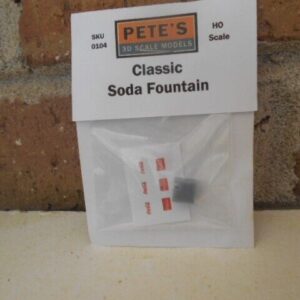 SKU
0104
PETE'S
3D SCALE MODELS
HO
Scale
Classic
Soda Fountain